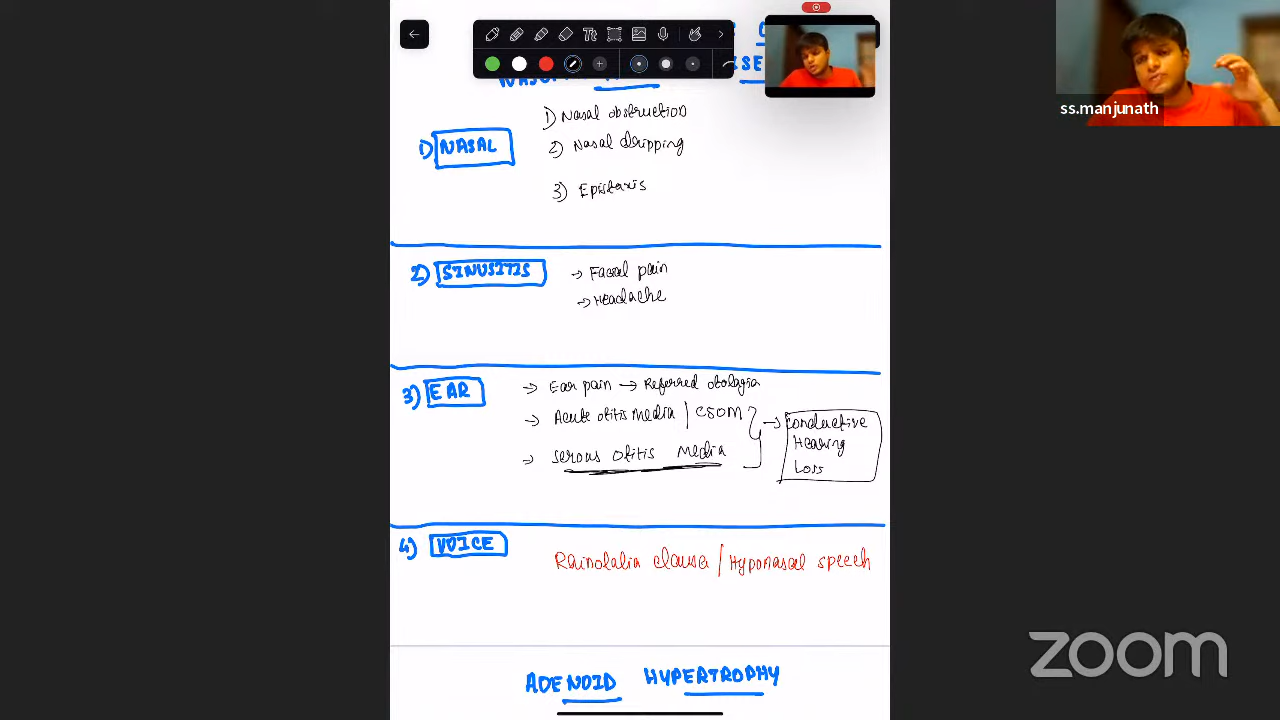 ss.manjunath
1) NASAL
1) Nasal obstruction
2) Nasal dripping
3) Epistaxis
2) SINUSITIS
→ Facial pain
→ Headache
3) EAR
→ Ear pain → Referred otolagia
→ Acute otitis media / CSOM
→ Serous otitis media
→ Conductive
Hearing
Loss
4) VOICE
Rainolalia clausa / Hyponasal speech
zoom
ADENOID HYPERTROPHY